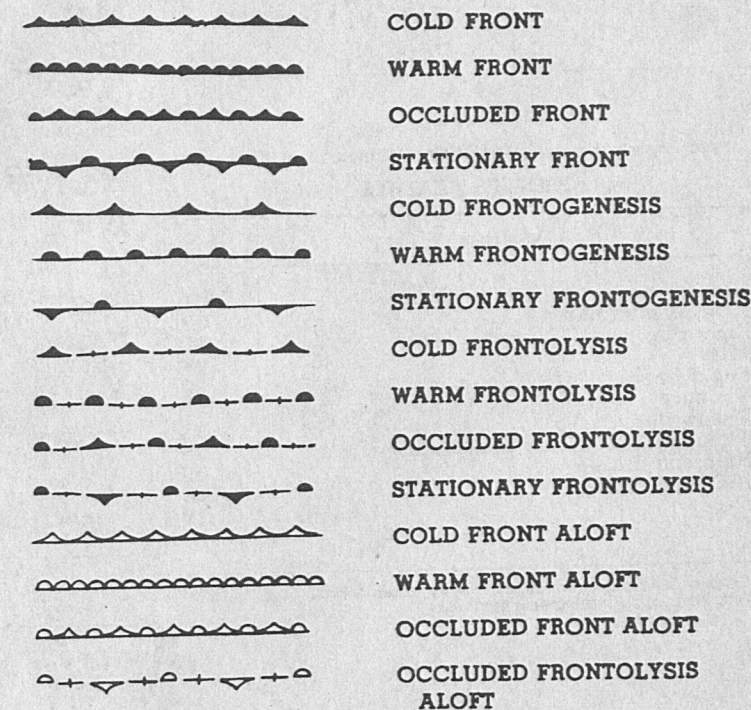 COLD FRONT
WARM FRONT
OCCLUDED FRONT
STATIONARY FRONT
COLD FRONTOGENESIS
WARM FRONTOGENESIS
STATIONARY FRONTOGENESIS
COLD FRONTOLYSIS
WARM FRONTOLYSIS
OCCLUDED FRONTOLYSIS
STATIONARY FRONTOLYSIS
COLD FRONT ALOFT
WARM FRONT ALOFT
OCCLUDED FRONT ALOFT
OCCLUDED FRONTOLYSIS
ALOFT